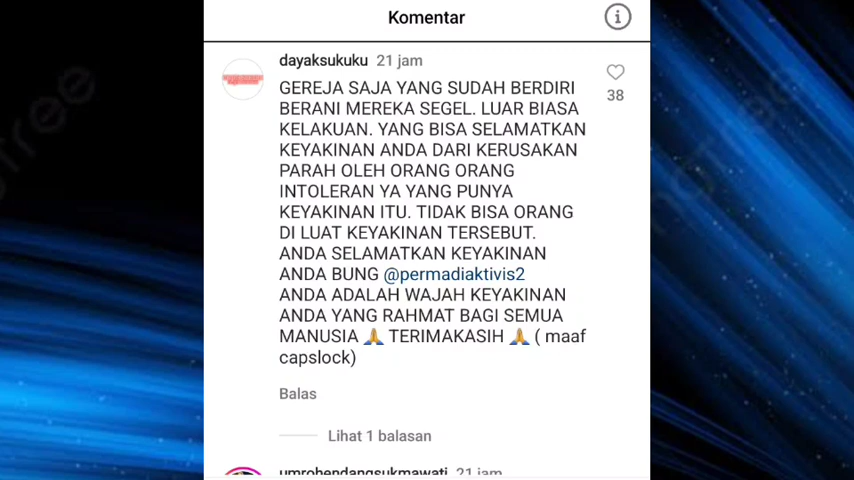 Komentar
dayaksukuku 21 jam
GEREJA SAJA YANG SUDAH BERDIRI
BERANI MEREKA SEGEL. LUAR BIASA
KELAKUAN. YANG BISA SELAMATKAN
KEYAKINAN ANDA DARI KERUSAKAN
PARAH OLEH ORANG ORANG
INTOLERAN YA YANG PUNYA
KEYAKINAN ITU. TIDAK BISA ORANG
DI LUAT KEYAKINAN TERSEBUT.
ANDA SELAMATKAN KEYAKINAN
ANDA BUNG @permadiaktivis2
ANDA ADALAH WAJAH KEYAKINAN
ANDA YANG RAHMAT BAGI SEMUA
MANUSIA 🙏 TERIMAKASIH 🙏 ( maaf
capslock)
38
Balas
Lihat 1 balasan
umrohendangsukmawati 21 jam